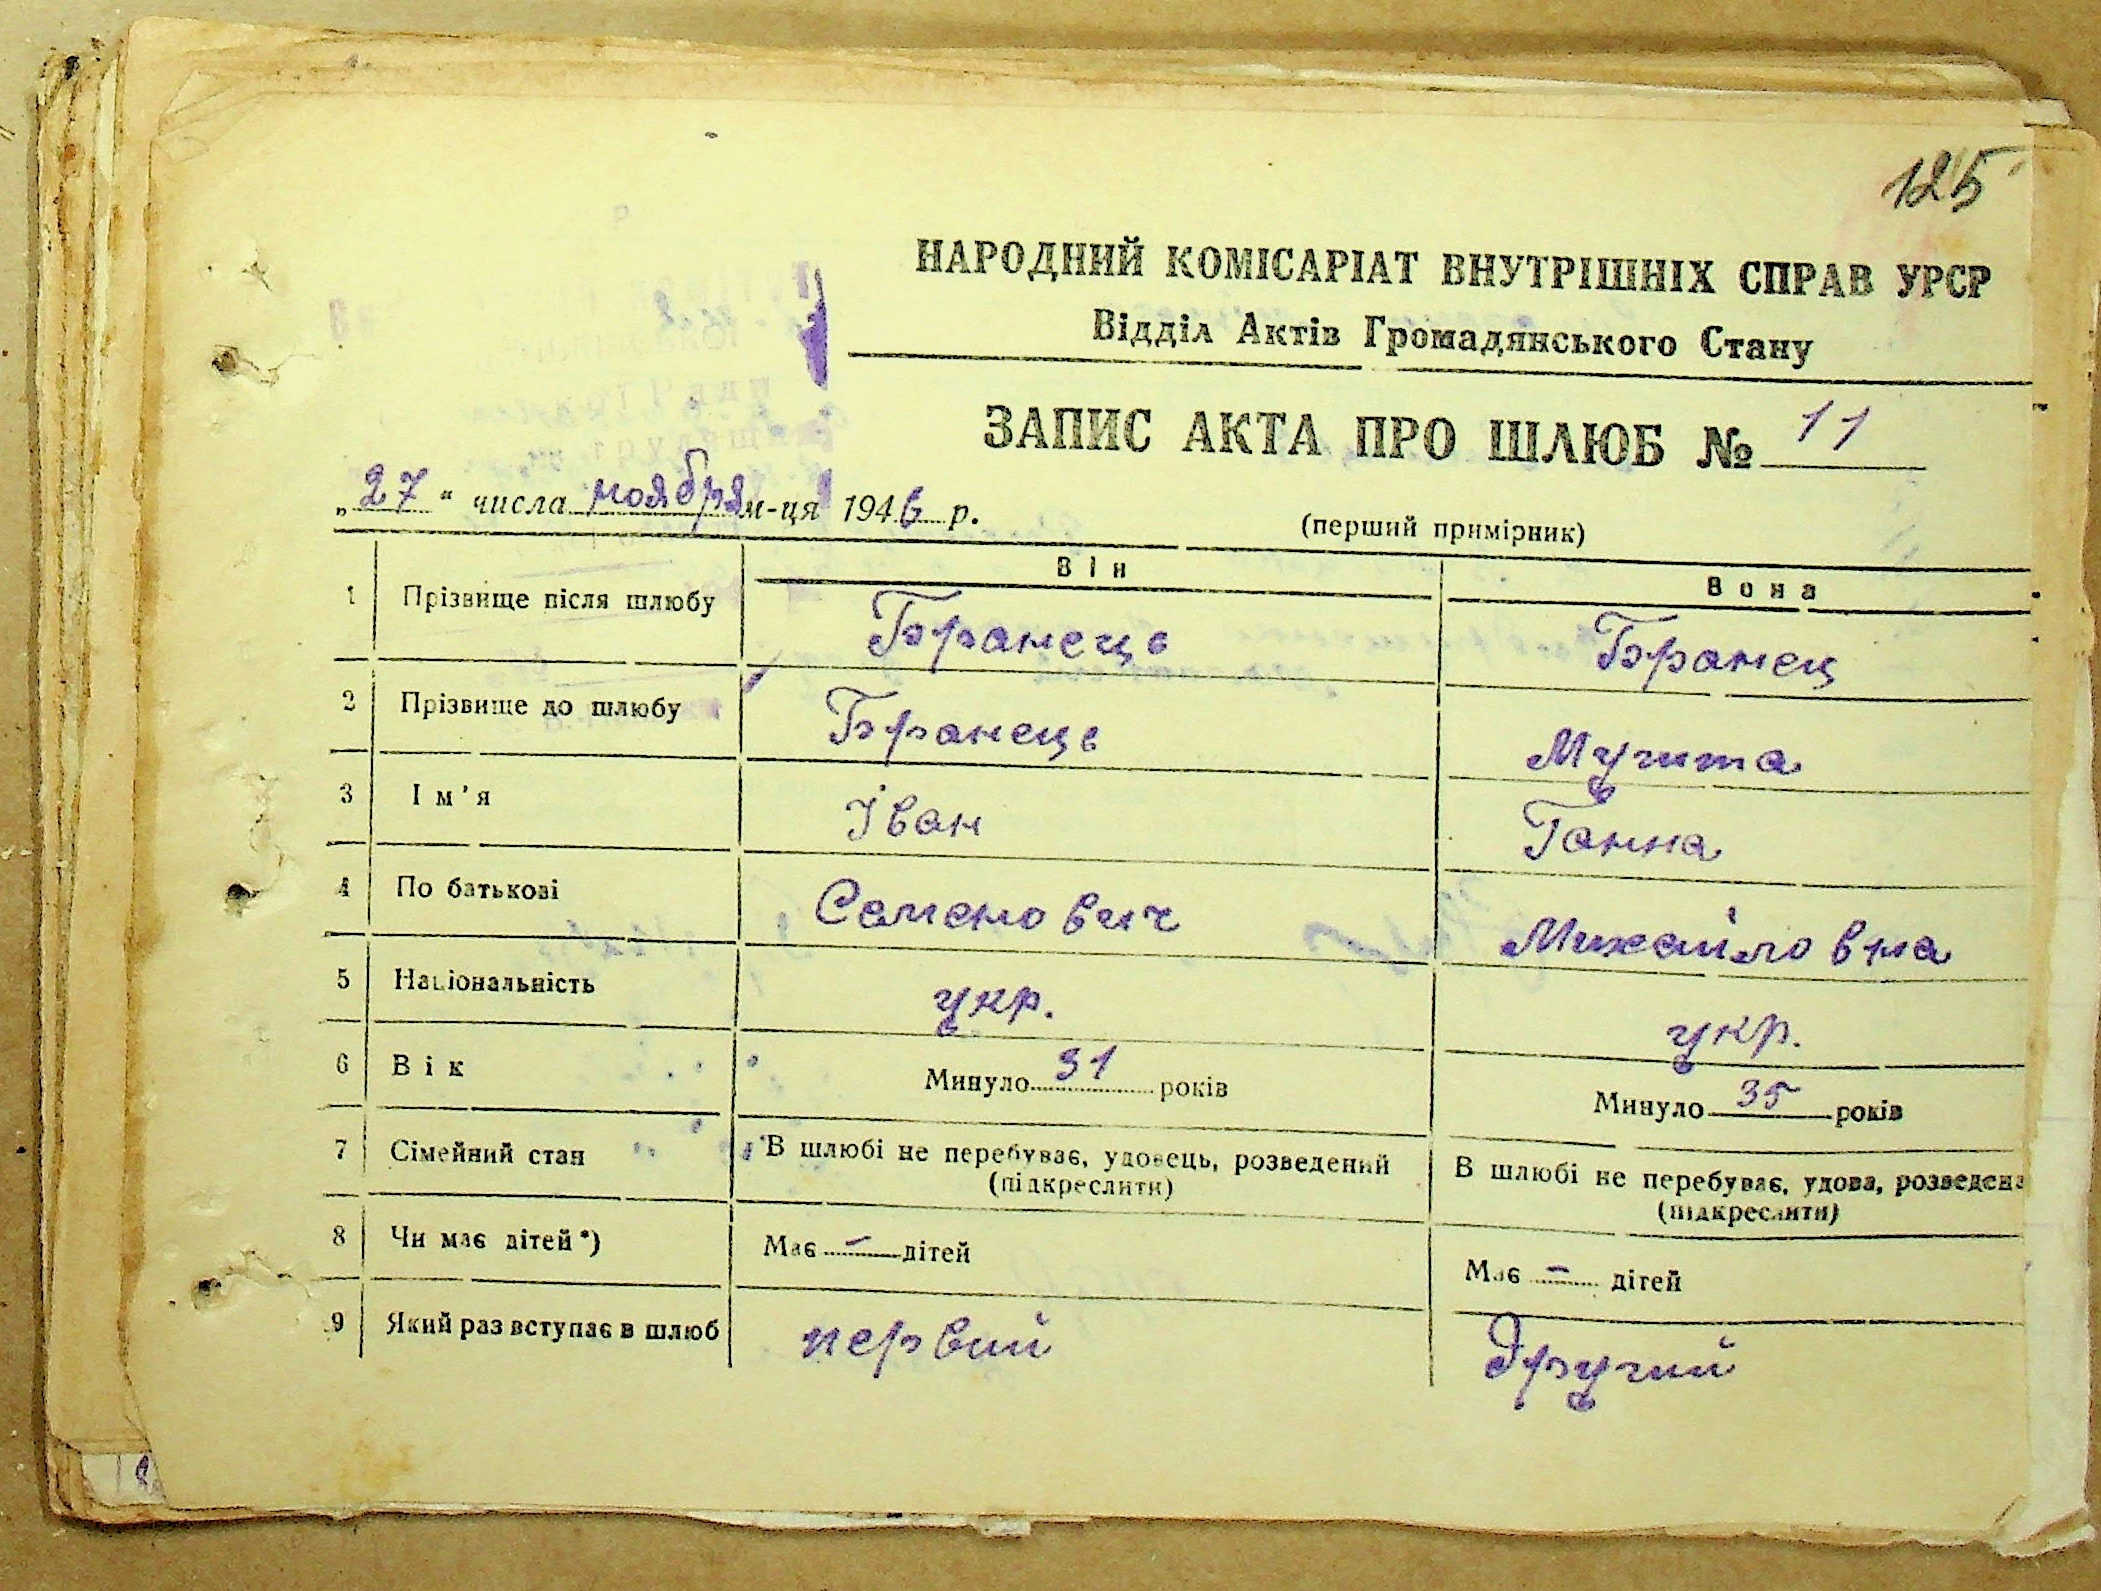 125
НАРОДНИЙ КОМІСАРІАТ ВНУТРІШНІХ СПРАВ УРСР
Відділ Актів Громадянського Стану
ЗАПИС АКТА ПРО ШЛЮБ № 11
„27" числа ноября м-ця 1946 р.
(перший примірник)
Він Вона
1 Прізвище після шлюбу Бранець Бранец
2 Прізвище до шлюбу Бранець
3 Ім'я Іван Ганна
4 По батькові Семенович Михайловна
5 Національність укр. укр.
6 Вік Минуло 31 років Минуло 35 років
7 Сімейний стан В шлюбі не перебуває, удовець, розведений В шлюбі не перебуває, удова, розведена
(підкреслити) (підкреслити)
8 Чи має дітей*) Має - дітей Має - дітей
9 Який раз вступає в шлюб первий Другий